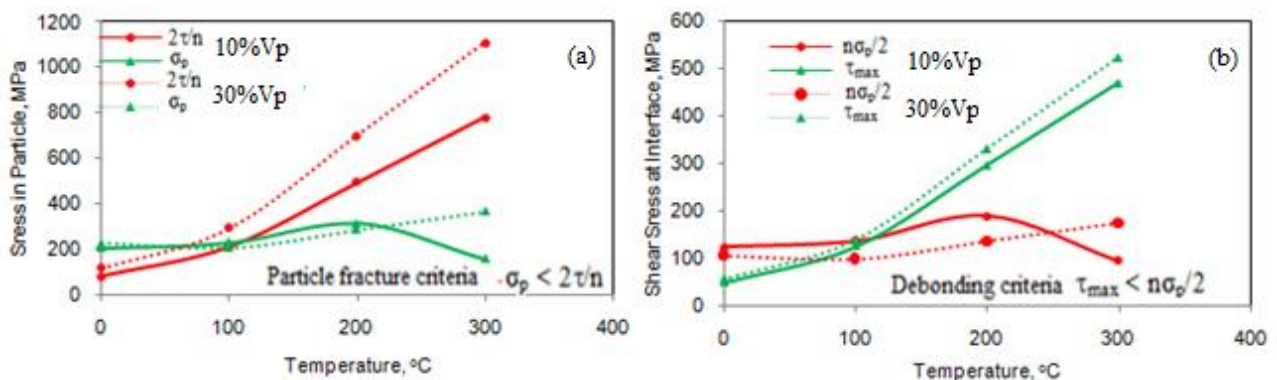 1200
1000
800
600
400
200
0
Sress in Particle, MPa
2τ/n 10%Vp
σp
2τ/n
σp 30%Vp
(a)
Particle fracture criteria σp < 2τ/n
0 100 200 300 400
Temperature, ºC
600
500
400
300
200
100
0
Shear Sress at Interface, MPa
nσp/2
τmax 10%Vp
nσp/2
τmax 30%Vp
(b)
Debonding criteria τmax < nσp/2
0 100 200 300 400
Temperature, ºC